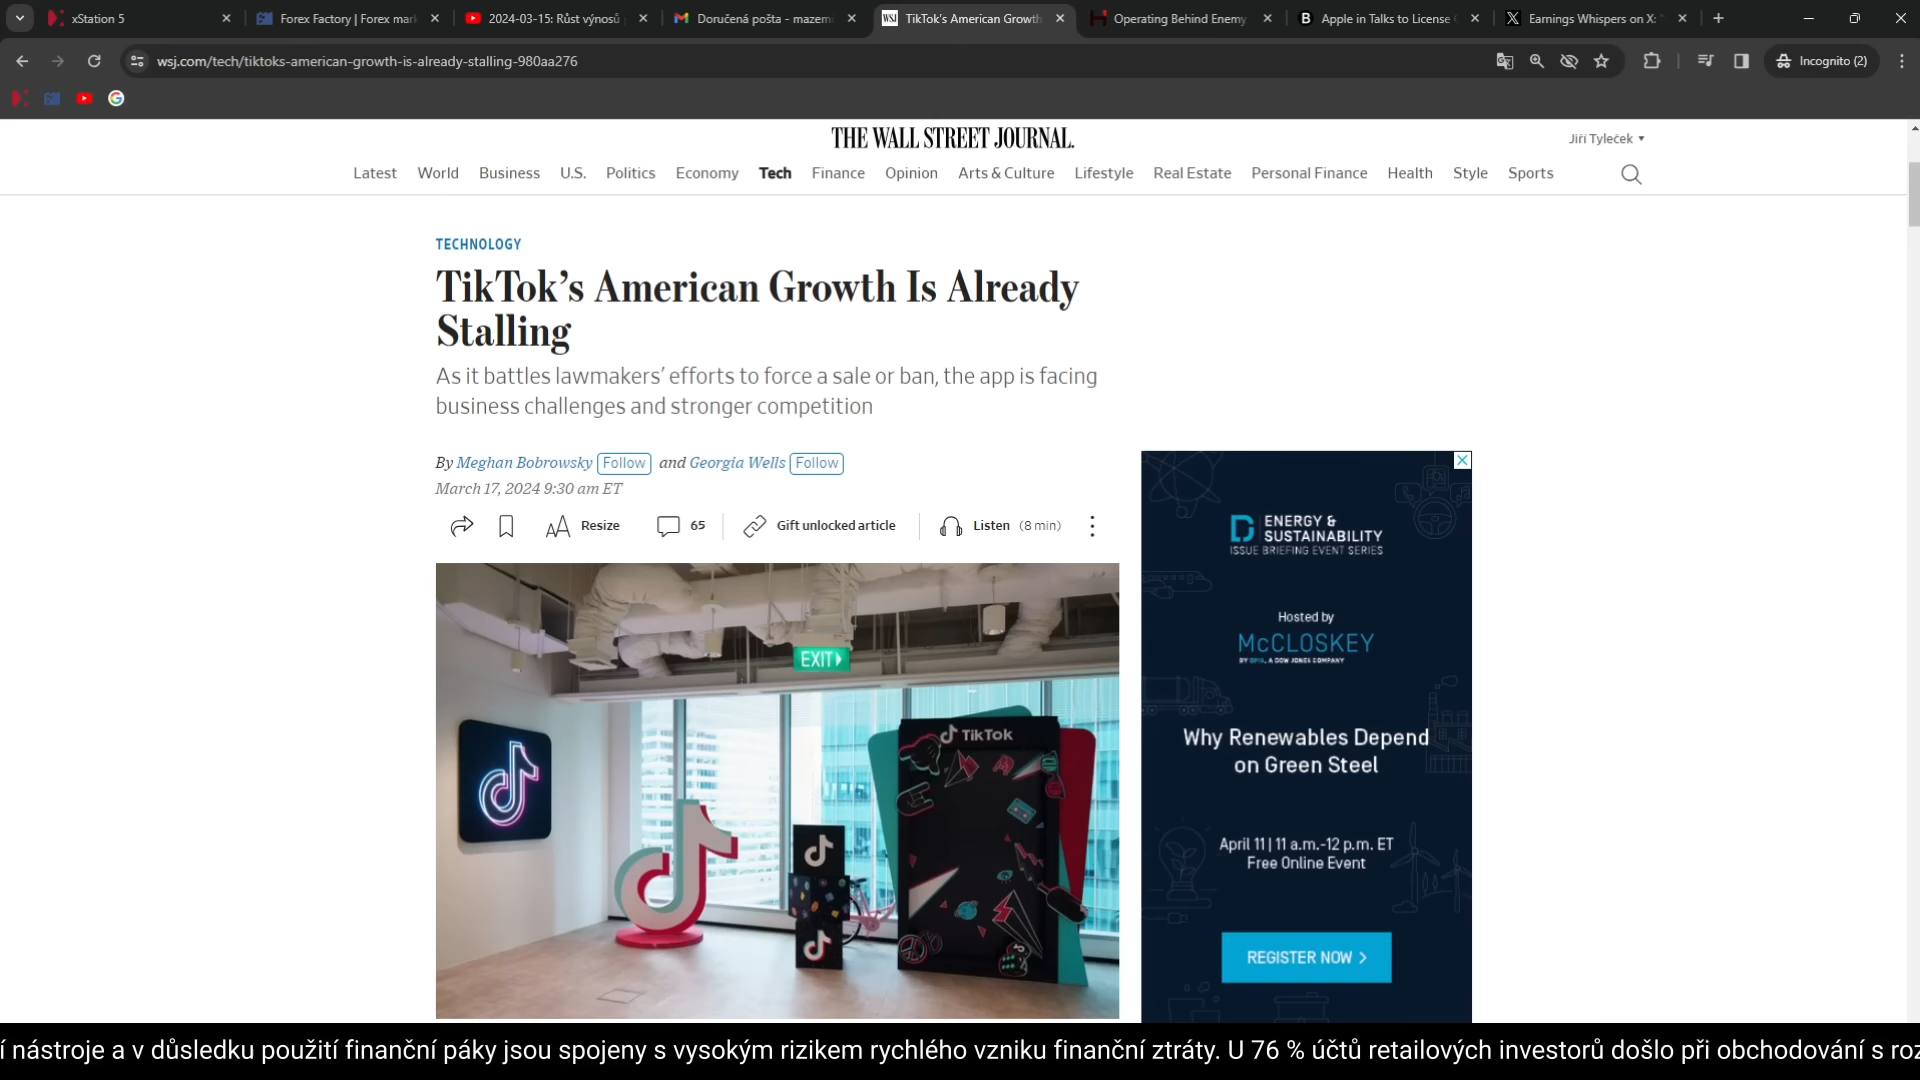 xStation 5
Forex Factory | Forex mar
2024-03-15: Růst výnosů
Doručená pošta - mazem
WSJ
TikTok's American Growth
Operating Behind Enemy
Apple in Talks to License
Earnings Whispers on X:
wsj.com/tech/tiktoks-american-growth-is-already-stalling-980aa276
Incognito (2)
THE WALL STREET JOURNAL.
Jiří Tyleček
Latest World Business U.S. Politics Economy Tech Finance Opinion Arts & Culture Lifestyle Real Estate Personal Finance Health Style Sports
TECHNOLOGY
TikTok’s American Growth Is Already
Stalling
As it battles lawmakers’ efforts to force a sale or ban, the app is facing
business challenges and stronger competition
By Meghan Bobrowsky Follow and Georgia Wells Follow
March 17, 2024 9:30 am ET
AA Resize 65 Gift unlocked article Listen (8 min)
EXIT
TikTok
ENERGY &
SUSTAINABILITY
ISSUE BRIEFING EVENT SERIES
Hosted by
McCLOSKEY
BY OPIS, A DOW JONES COMPANY
Why Renewables Depend
on Green Steel
April 11 | 11 a.m.-12 p.m. ET
Free Online Event
REGISTER NOW >
í nástroje a v důsledku použití finanční páky jsou spojeny s vysokým rizikem rychlého vzniku finanční ztráty. U 76 % účtů retailových investorů došlo při obchodování s roz